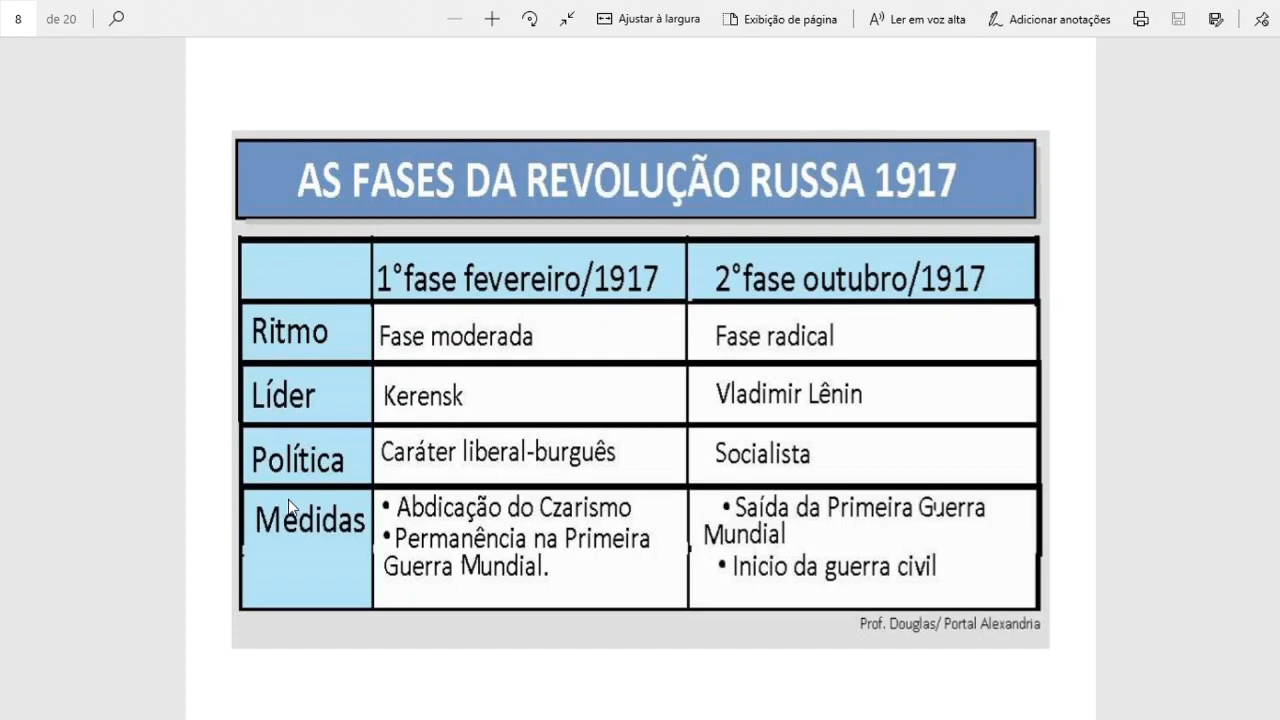 8 de 20 Ajustar à largura Exibição de página Ler em voz alta Adicionar anotações
AS FASES DA REVOLUÇÃO RUSSA 1917
1°fase fevereiro/1917 2°fase outubro/1917
Ritmo Fase moderada Fase radical
Líder Kerensk Vladimir Lênin
Política Caráter liberal-burguês Socialista
Medidas
• Abdicação do Czarismo
• Permanência na Primeira
Guerra Mundial.
• Saída da Primeira Guerra
Mundial
• Inicio da guerra civil
Prof. Douglas/ Portal Alexandria